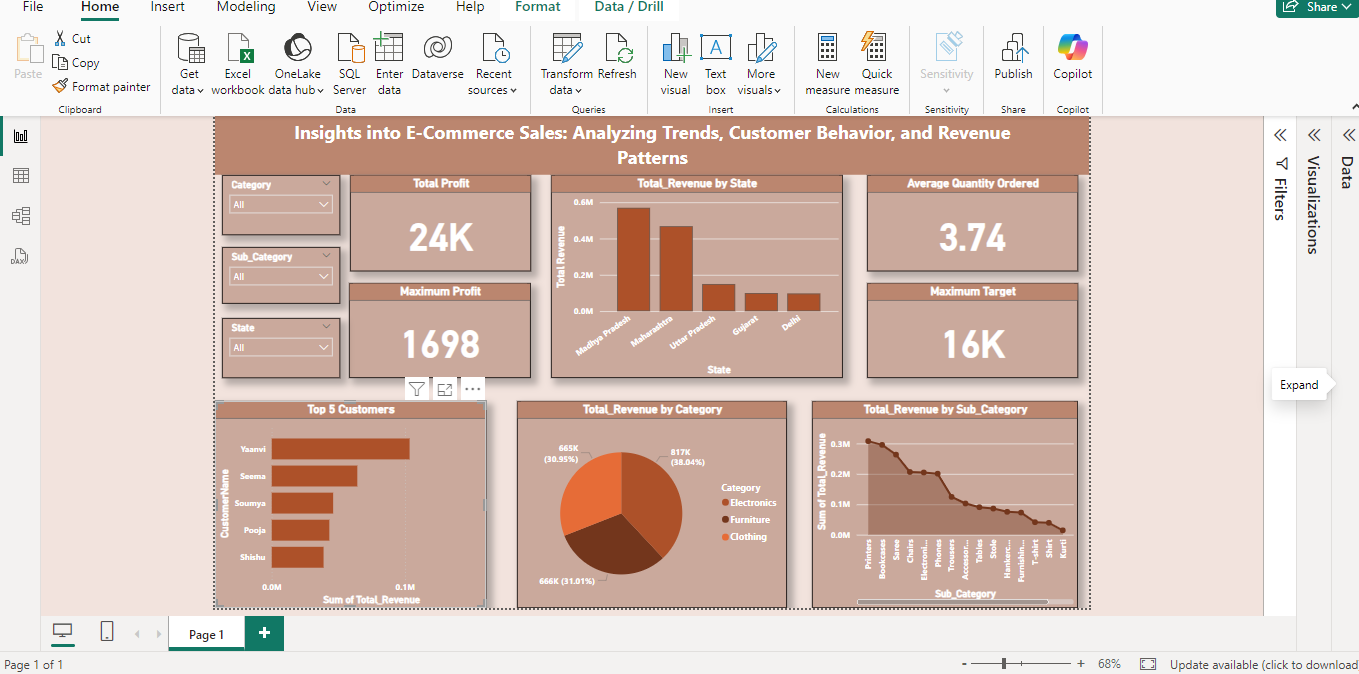 File Home Insert Modeling View Optimize Help Format Data / Drill Share
Paste
Cut
Copy
Format painter
Clipboard
Get data
Excel workbook
OneLake data hub
SQL Server
Enter data
Dataverse
Recent sources
Data
Transform data
Refresh
Queries
New visual
Text box
More visuals
Insert
New measure
Quick measure
Calculations
Sensitivity
Sensitivity
Publish
Share
Copilot
Copilot
DAX
Insights into E-Commerce Sales: Analyzing Trends, Customer Behavior, and Revenue
Patterns
Category
All
Sub_Category
All
State
All
Total Profit
24K
Maximum Profit
1698
Total_Revenue by State
Total Revenue
0.6M
0.4M
0.2M
0.0M
Madhya Pradesh
Maharashtra
Uttar Pradesh
Gujarat
Delhi
State
Average Quantity Ordered
3.74
Maximum Target
16K
Top 5 Customers
CustomerName
Yaanvi
Seema
Soumya
Pooja
Shishu
0.0M 0.1M
Sum of Total_Revenue
Total_Revenue by Category
665K
(30.95%)
817K
(38.04%)
666K (31.01%)
Category
Electronics
Furniture
Clothing
Total_Revenue by Sub_Category
Sum of Total_Revenue
0.3M
0.2M
0.1M
0.0M
Printers
Bookcases
Saree
Chairs
Electroni...
Phones
Trousers
Accessor...
Tables
Stole
Hankerc...
Furnishin...
T-shirt
Shirt
Kurti
Sub_Category
Filters
Visualizations
Data
Expand
Page 1
+
Page 1 of 1
- + 68%
Update available (click to download